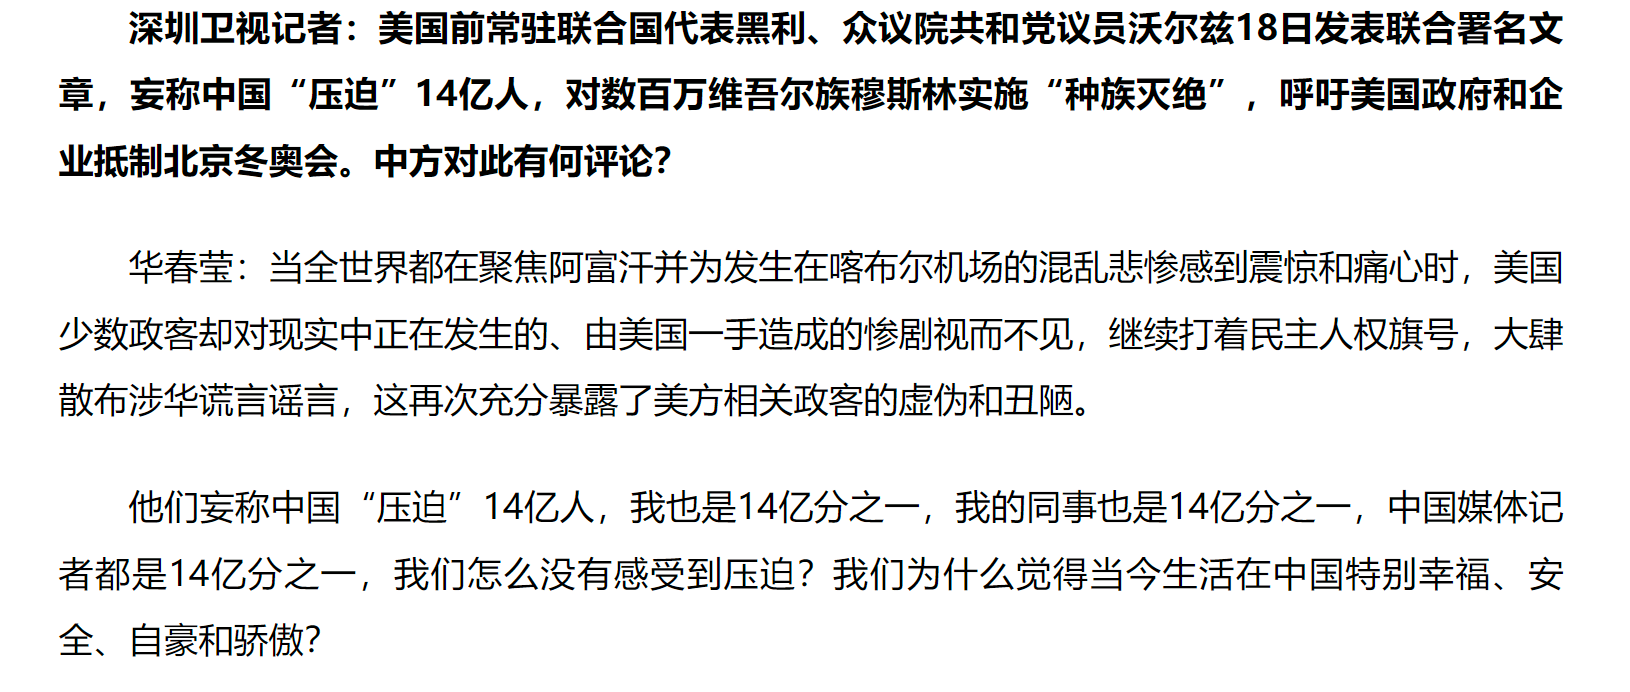 深圳卫视记者：美国前常驻联合国代表黑利、众议院共和党议员沃尔兹18日发表联合署名文
章，妄称中国“压迫”14亿人，对数百万维吾尔族穆斯林实施“种族灭绝”，呼吁美国政府和企
业抵制北京冬奥会。中方对此有何评论？
华春莹：当全世界都在聚焦阿富汗并为发生在喀布尔机场的混乱悲惨感到震惊和痛心时，美国
少数政客却对现实中正在发生的、由美国一手造成的惨剧视而不见，继续打着民主人权旗号，大肆
散布涉华谎言谣言，这再次充分暴露了美方相关政客的虚伪和丑陋。
他们妄称中国“压迫”14亿人，我也是14亿分之一，我的同事也是14亿分之一，中国媒体记
者都是14亿分之一，我们怎么没有感受到压迫？我们为什么觉得当今生活在中国特别幸福、安
全、自豪和骄傲？